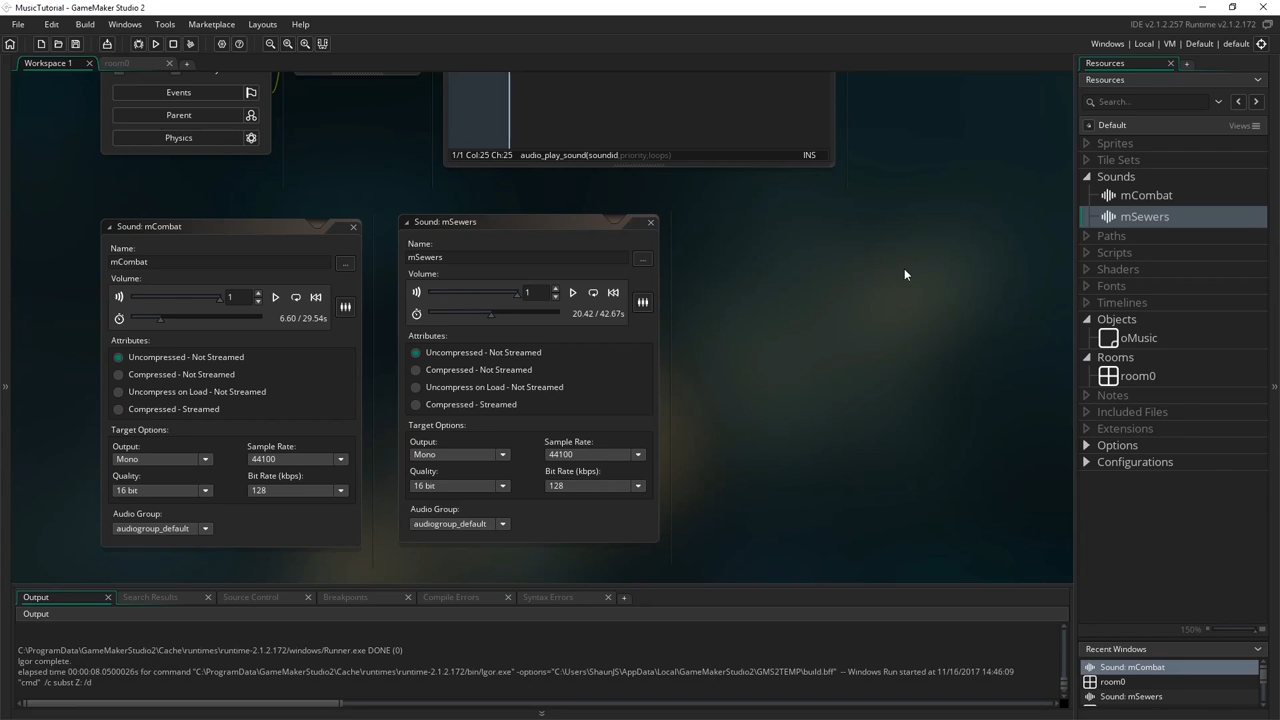 MusicTutorial - GameMaker Studio 2
File Edit Build Windows Tools Marketplace Layouts Help
IDE v2.1.2.257 Runtime v2.1.2.172
Windows | Local | VM | Default | default
Workspace 1
room0
Events
Parent
Physics
1/1 Col:25 Ch:25 audio_play_sound(soundid,priority,loops) INS
Sound: mCombat
Name:
mCombat
...
Volume:
1
6.60 / 29.54s
Attributes:
Uncompressed - Not Streamed
Compressed - Not Streamed
Uncompress on Load - Not Streamed
Compressed - Streamed
Target Options:
Output: Sample Rate:
Mono 44100
Quality: Bit Rate (kbps):
16 bit 128
Audio Group:
audiogroup_default
Sound: mSewers
Name:
mSewers
...
Volume:
1
20.42 / 42.67s
Attributes:
Uncompressed - Not Streamed
Compressed - Not Streamed
Uncompress on Load - Not Streamed
Compressed - Streamed
Target Options:
Output: Sample Rate:
Mono 44100
Quality: Bit Rate (kbps):
16 bit 128
Audio Group:
audiogroup_default
Resources
Resources
Search...
Default Views
Sprites
Tile Sets
Sounds
mCombat
mSewers
Paths
Scripts
Shaders
Fonts
Timelines
Objects
oMusic
Rooms
room0
Notes
Included Files
Extensions
Options
Configurations
150%
Recent Windows
Sound: mCombat
room0
Sound: mSewers
Output Search Results Source Control Breakpoints Compile Errors Syntax Errors
Output
C:\ProgramData\GameMakerStudio2\Cache\runtimes\runtime-2.1.2.172/windows/Runner.exe DONE (0)
Igor complete.
elapsed time 00:00:08.0500026s for command "C:\ProgramData\GameMakerStudio2\Cache\runtimes\runtime-2.1.2.172/bin/Igor.exe" -options="C:\Users\ShaunJS\AppData\Local\GameMakerStudio2\GMS2TEMP\build.bff" -- Windows Run started at 11/16/2017 14:46:09
"cmd" /c subst Z: /d